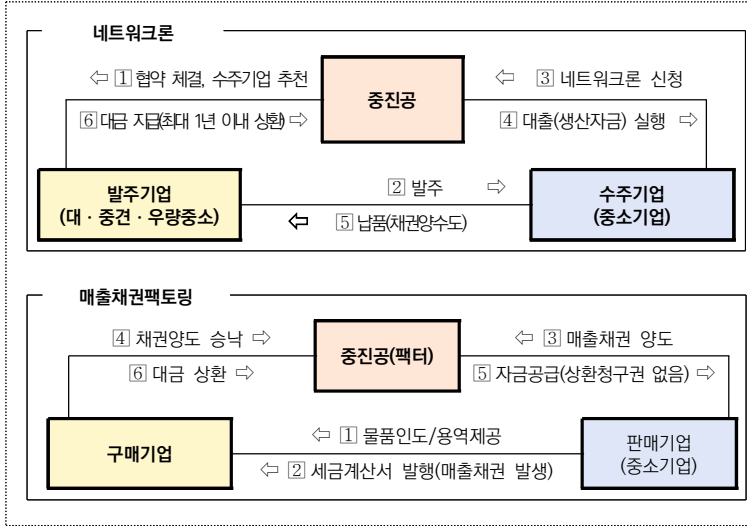 네트워크론
⇦ 1 협약 체결, 수주기업 추천
중진공
⇦ 3 네트워크론 신청
6 대금 지급(최대 1년 이내 상환) ⇨
4 대출(생산자금) 실행 ⇨
발주기업
(대 · 중견 · 우량중소)
2 발주 ⇨
⇦ 5 납품(채권양수도)
수주기업
(중소기업)
매출채권팩토링
4 채권양도 승낙 ⇨
중진공(팩터)
⇦ 3 매출채권 양도
6 대금 상환 ⇨
5 자금공급(상환청구권 없음) ⇨
구매기업
⇦ 1 물품인도/용역제공
⇦ 2 세금계산서 발행(매출채권 발생)
판매기업
(중소기업)